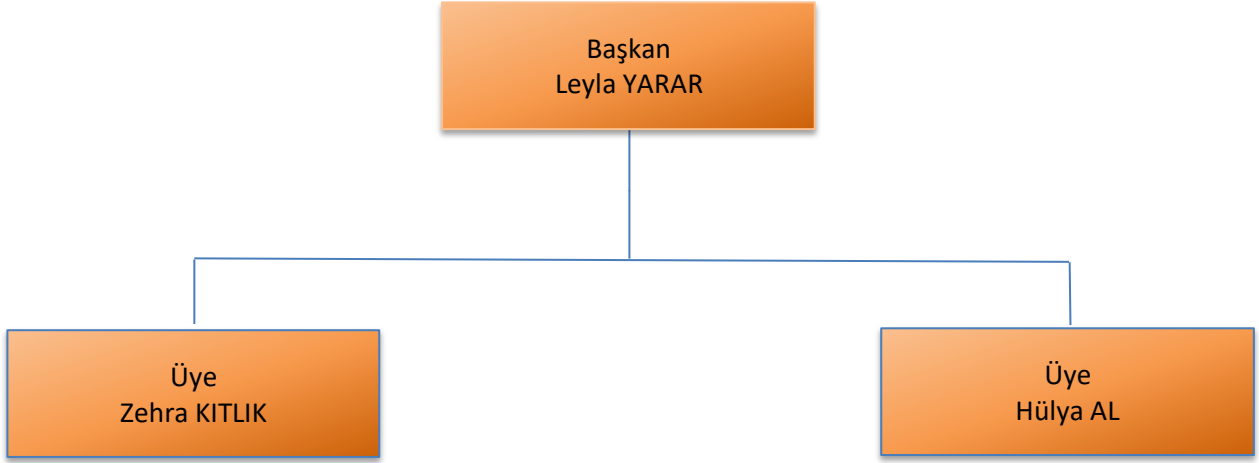 Başkan
Leyla YARAR
Üye
Zehra KITLIK
Üye
Hülya AL